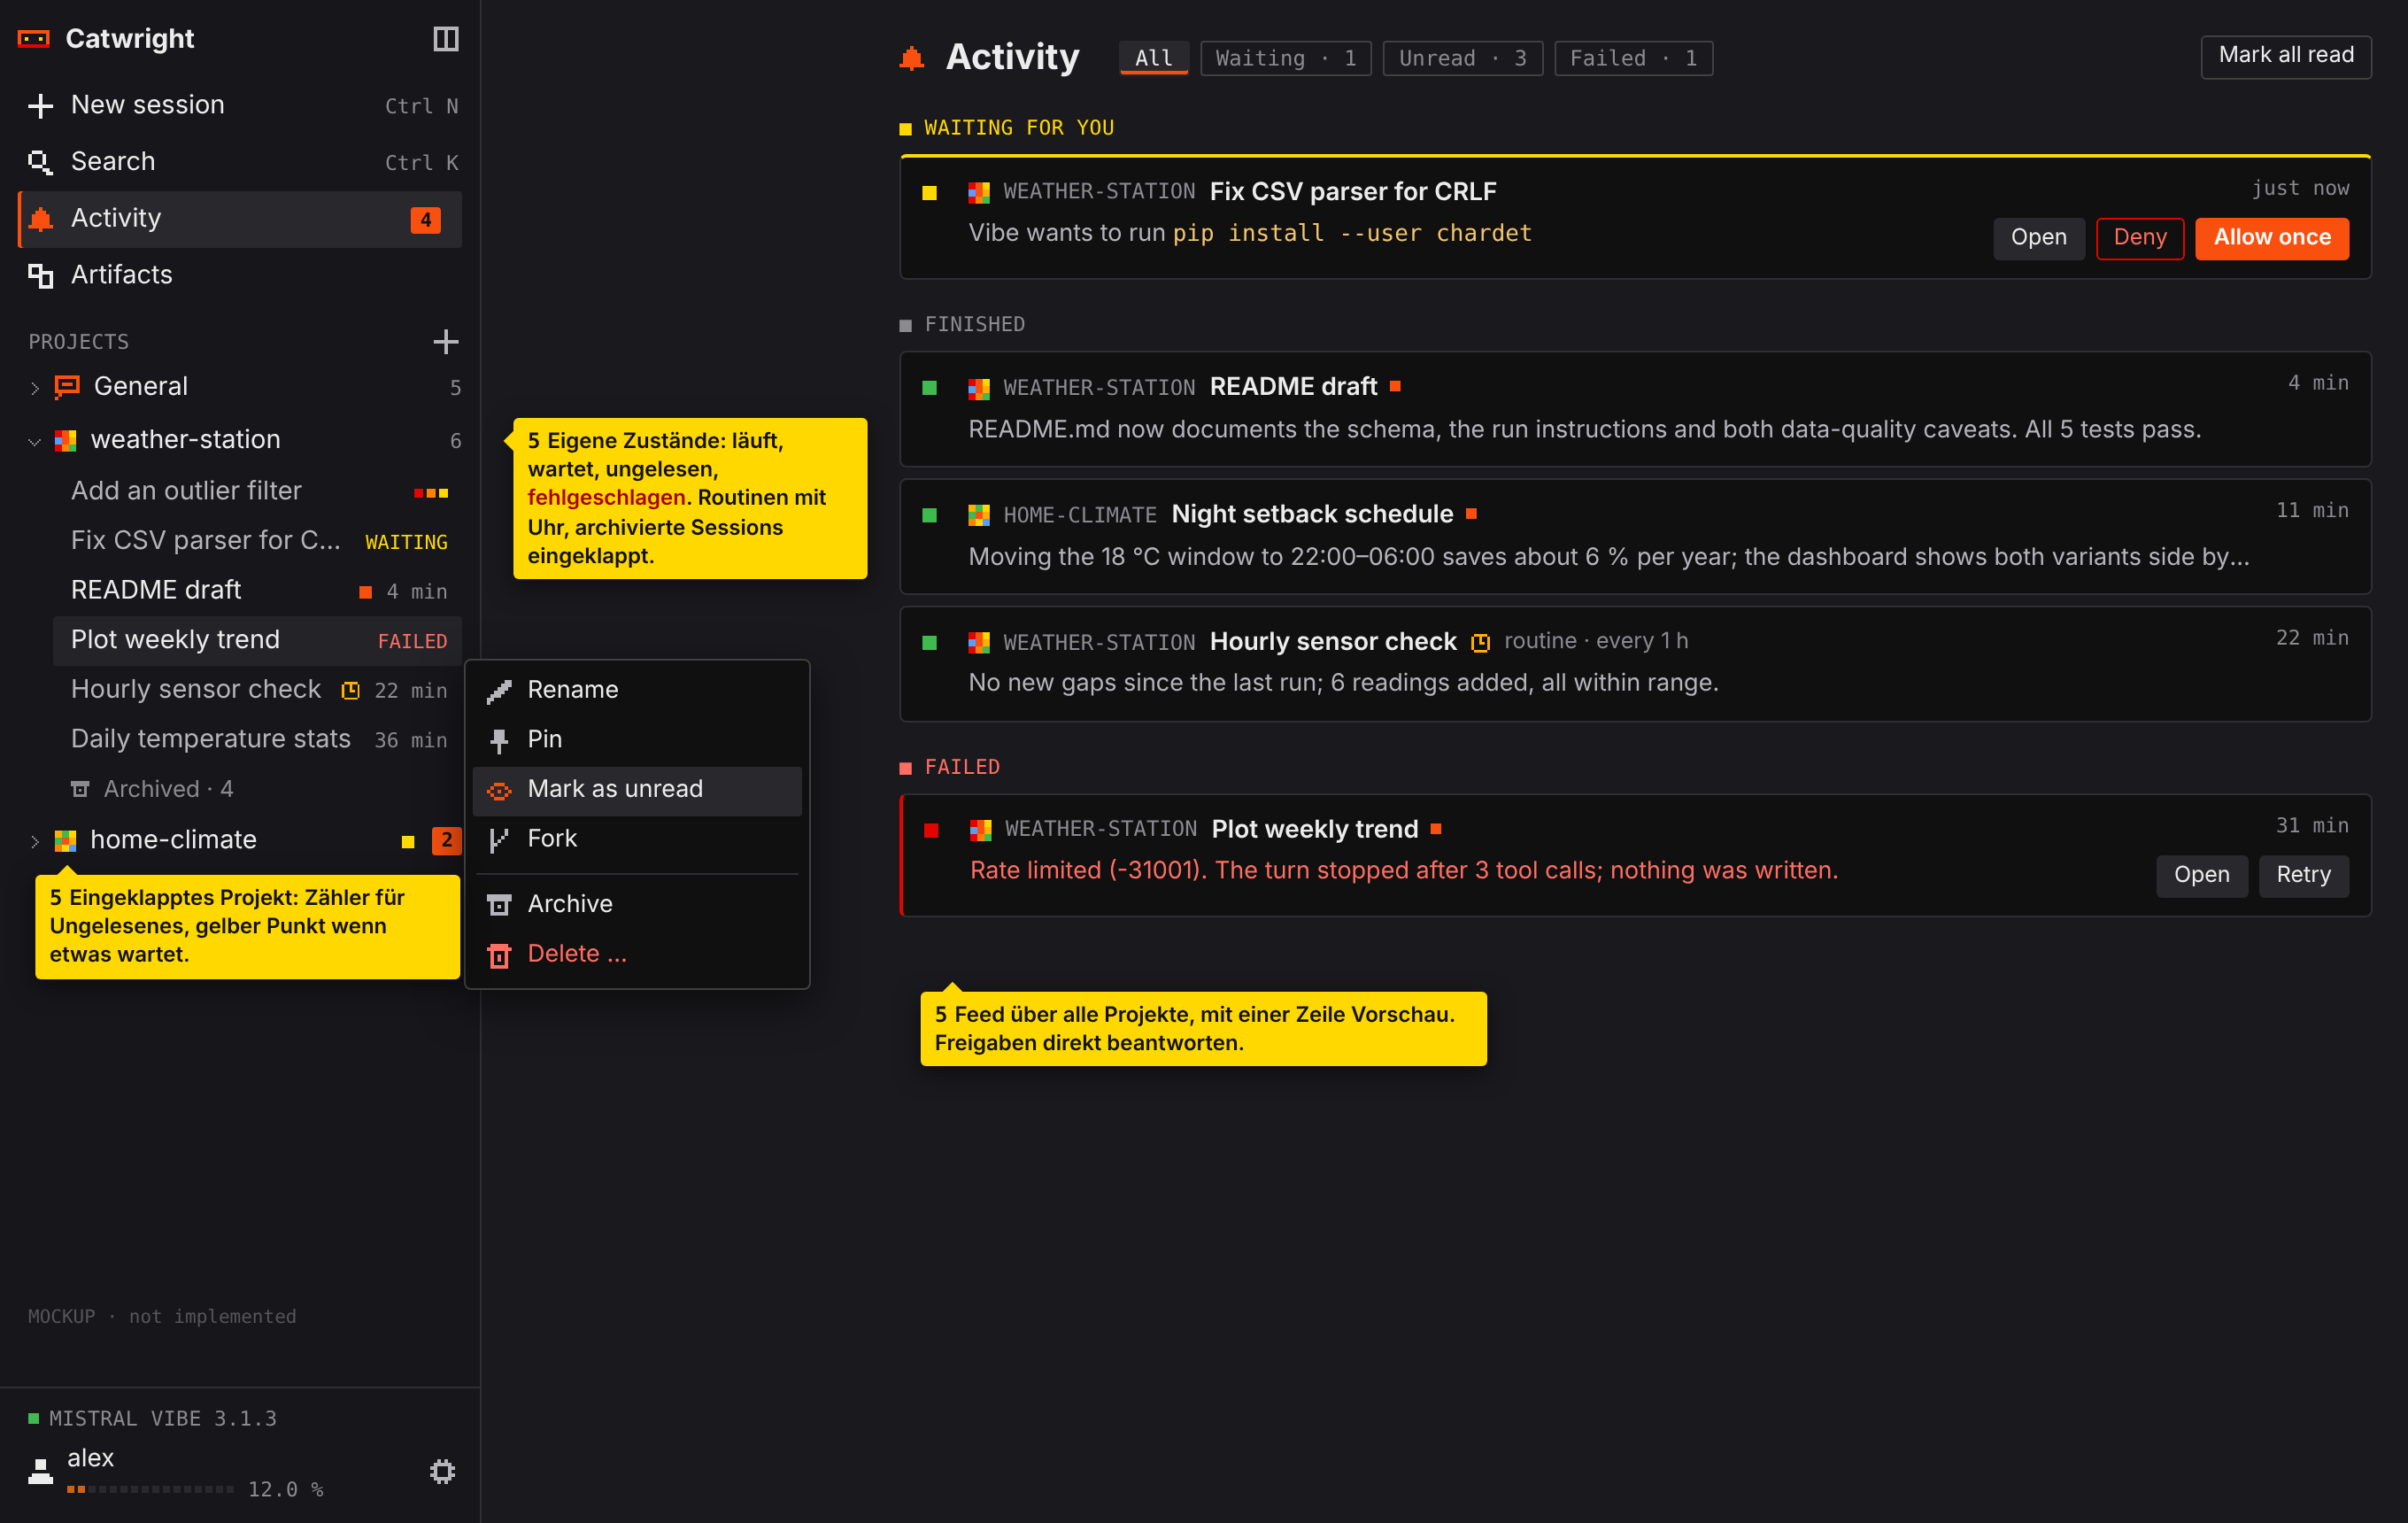 Catwright
New session Ctrl N
Search Ctrl K
Activity 4
Artifacts
PROJECTS
General 5
weather-station 6
Add an outlier filter
Fix CSV parser for C... WAITING
README draft 4 min
Plot weekly trend FAILED
Hourly sensor check 22 min
Daily temperature stats 36 min
Archived · 4
home-climate 2
5 Eingeklapptes Projekt: Zähler für
Ungelesenes, gelber Punkt wenn
etwas wartet.
MOCKUP · not implemented
MISTRAL VIBE 3.1.3
alex
12.0 %
5 Eigene Zustände: läuft,
wartet, ungelesen,
fehlgeschlagen. Routinen mit
Uhr, archivierte Sessions
eingeklappt.
Rename
Pin
Mark as unread
Fork
Archive
Delete ...
Activity All Waiting · 1 Unread · 3 Failed · 1 Mark all read
WAITING FOR YOU
WEATHER-STATION Fix CSV parser for CRLF just now
Vibe wants to run pip install --user chardet Open Deny Allow once
FINISHED
WEATHER-STATION README draft 4 min
README.md now documents the schema, the run instructions and both data-quality caveats. All 5 tests pass.
HOME-CLIMATE Night setback schedule 11 min
Moving the 18 °C window to 22:00–06:00 saves about 6 % per year; the dashboard shows both variants side by...
WEATHER-STATION Hourly sensor check routine · every 1 h 22 min
No new gaps since the last run; 6 readings added, all within range.
FAILED
WEATHER-STATION Plot weekly trend 31 min
Rate limited (-31001). The turn stopped after 3 tool calls; nothing was written. Open Retry
5 Feed über alle Projekte, mit einer Zeile Vorschau.
Freigaben direkt beantworten.